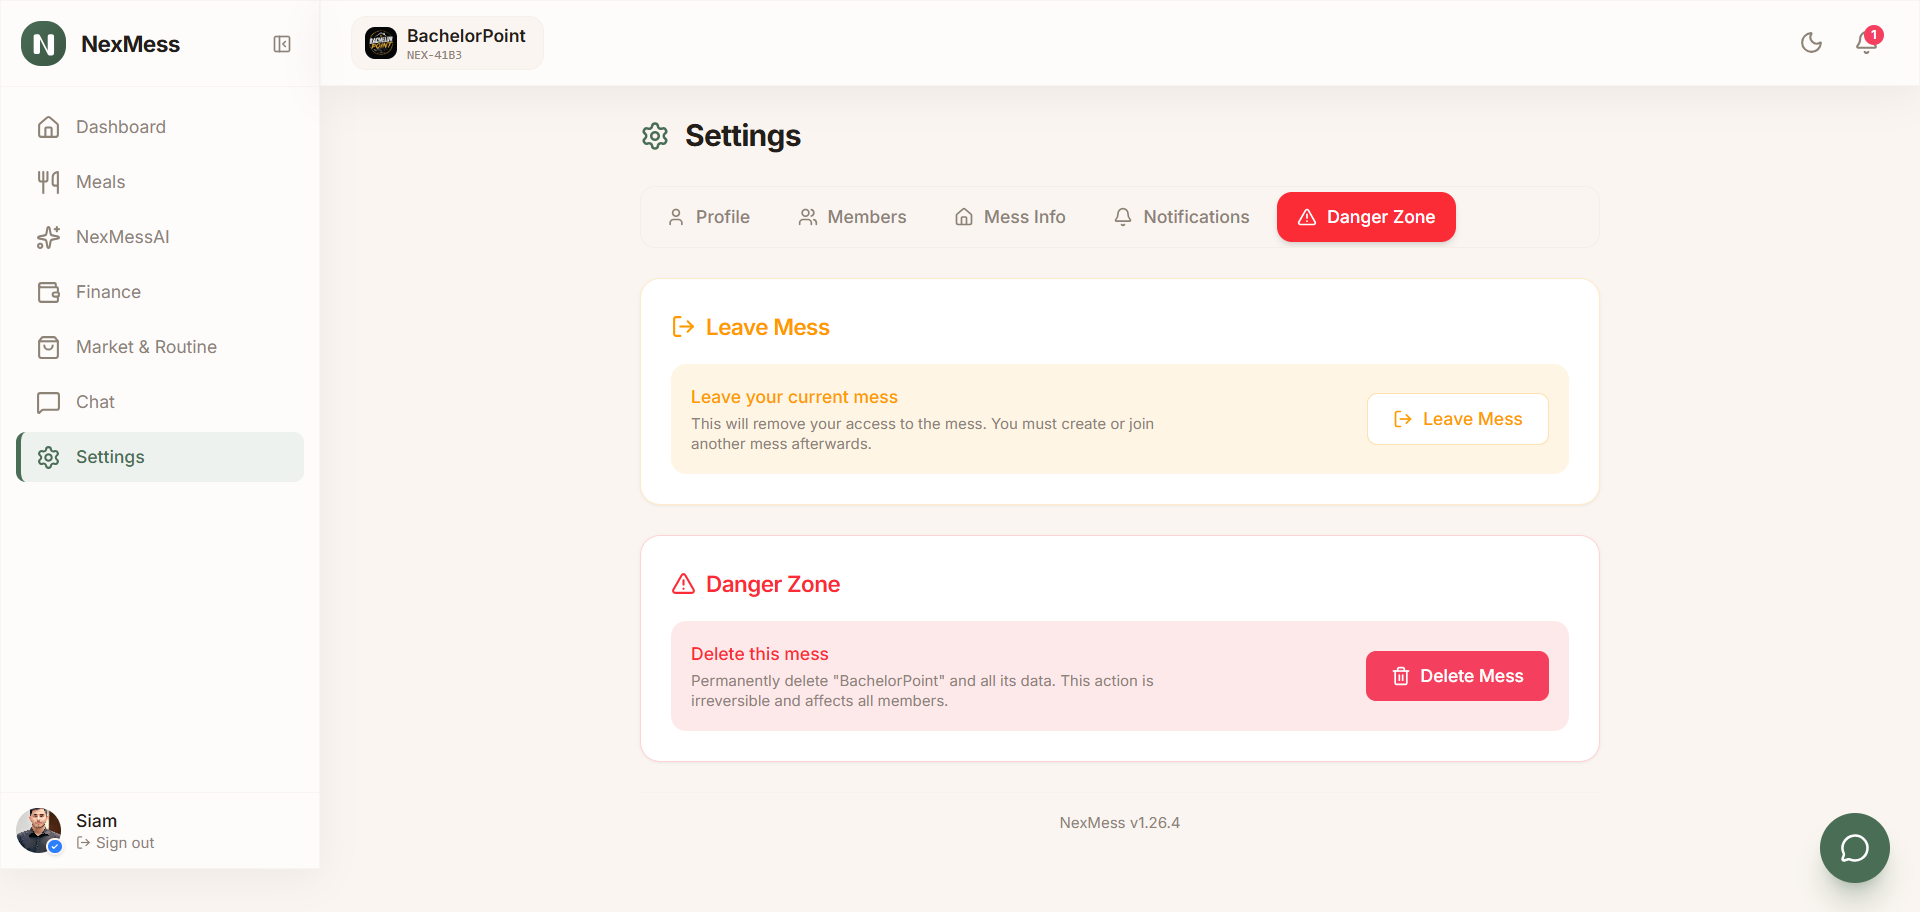 N
NexMess
BACHELOR
POINT
BachelorPoint
NEX-41B3
1
Dashboard
Meals
NexMessAI
Finance
Market & Routine
Chat
Settings
Siam
Sign out
Settings
Profile
Members
Mess Info
Notifications
Danger Zone
Leave Mess
Leave your current mess
This will remove your access to the mess. You must create or join
another mess afterwards.
Leave Mess
Danger Zone
Delete this mess
Permanently delete "BachelorPoint" and all its data. This action is
irreversible and affects all members.
Delete Mess
NexMess v1.26.4